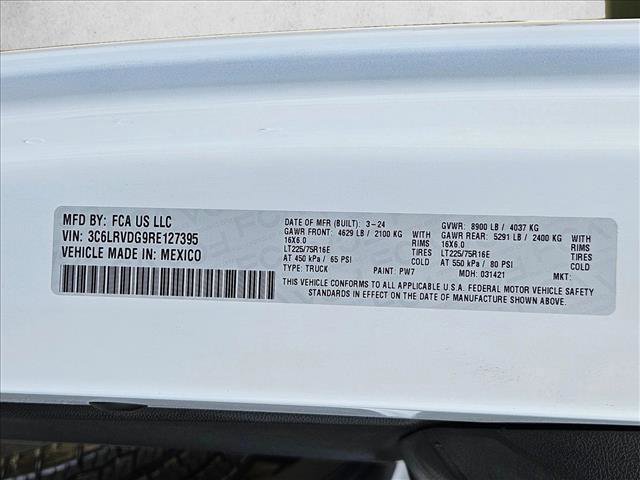 MFD BY: FCA US LLC
VIN: 3C6LRVDG9RE127395
VEHICLE MADE IN: MEXICO
DATE OF MFR (BUILT): 3-24 GVWR: 8900 LB / 4037 KG
GAWR FRONT: 4629 LB / 2100 KG WITH GAWR REAR: 5291 LB / 2400 KG WITH
16X6.0 RIMS 16X6.0 RIMS
LT225/75R16E TIRES LT225/75R16E TIRES
AT 450 kPa / 65 PSI COLD AT 550 kPa / 80 PSI COLD
TYPE: TRUCK PAINT: PW7 MDH: 031421 MKT:
THIS VEHICLE CONFORMS TO ALL APPLICABLE U.S.A. FEDERAL MOTOR VEHICLE SAFETY
STANDARDS IN EFFECT ON THE DATE OF MANUFACTURE SHOWN ABOVE.